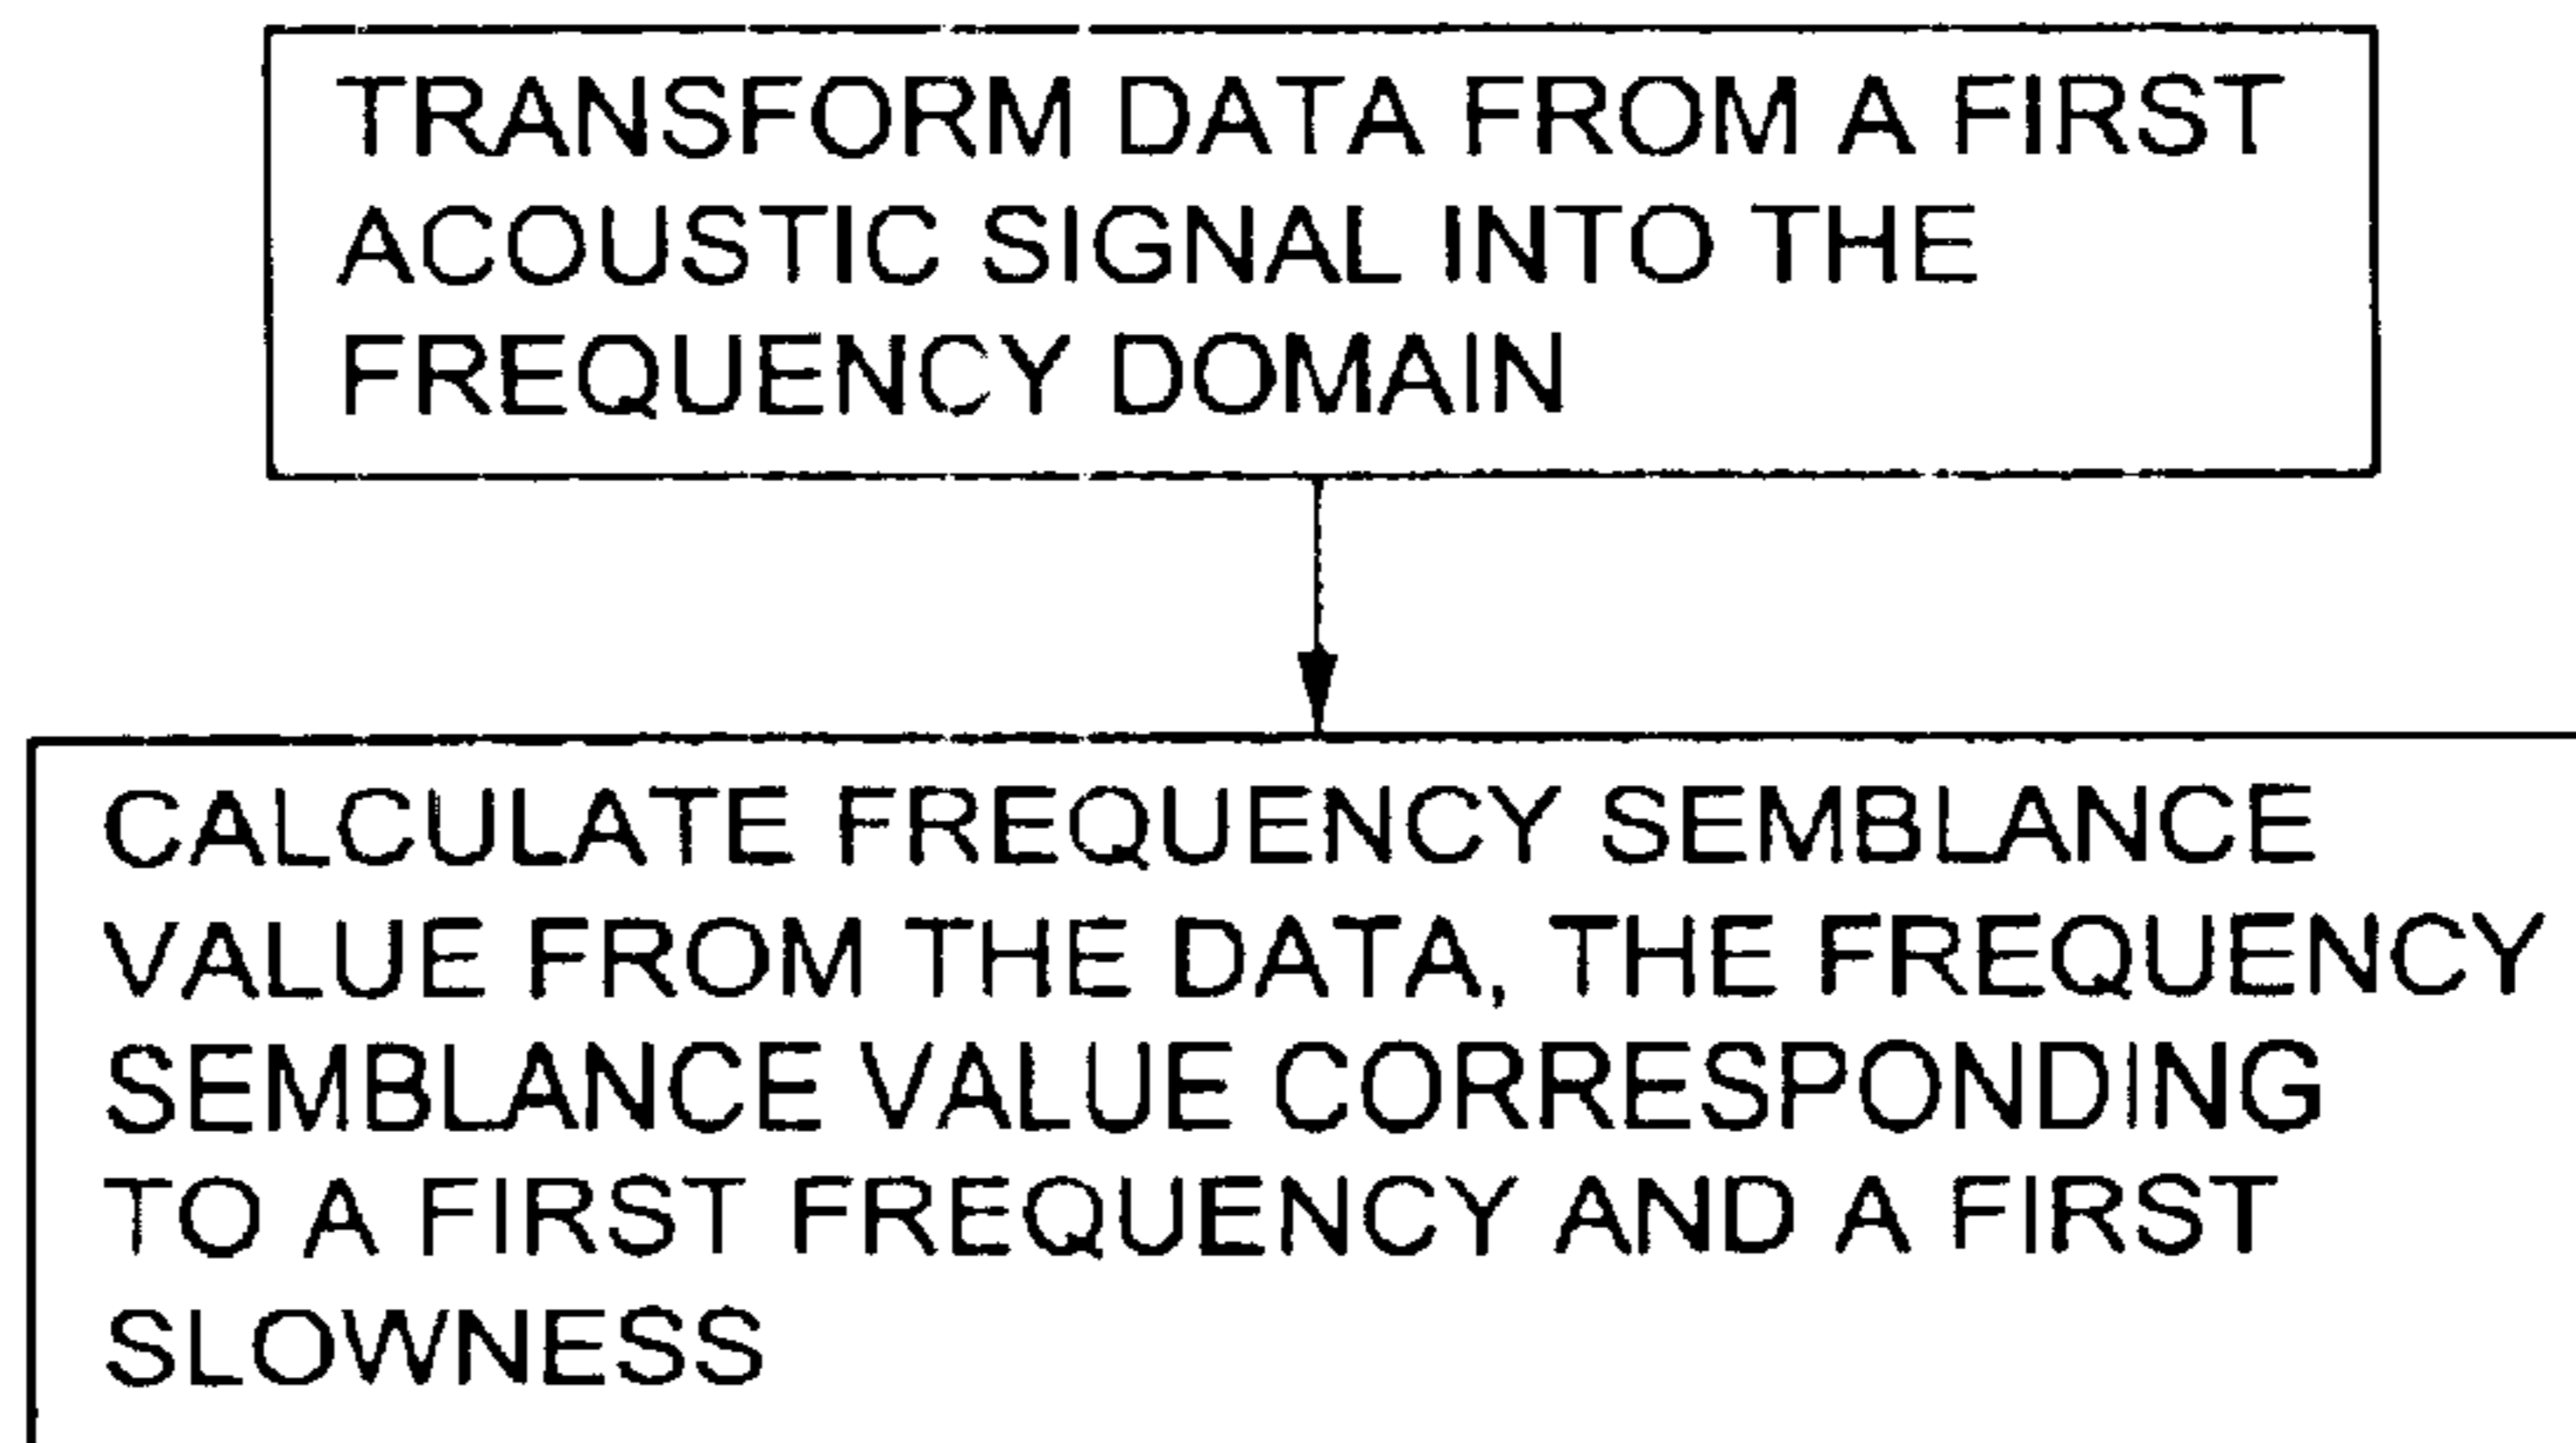 TRANSFORM DATA FROM A FIRST
ACOUSTIC SIGNAL INTO THE
FREQUENCY DOMAIN
CALCULATE FREQUENCY SEMBLANCE
VALUE FROM THE DATA, THE FREQUENCY
SEMBLANCE VALUE CORRESPONDING
TO A FIRST FREQUENCY AND A FIRST
SLOWNESS